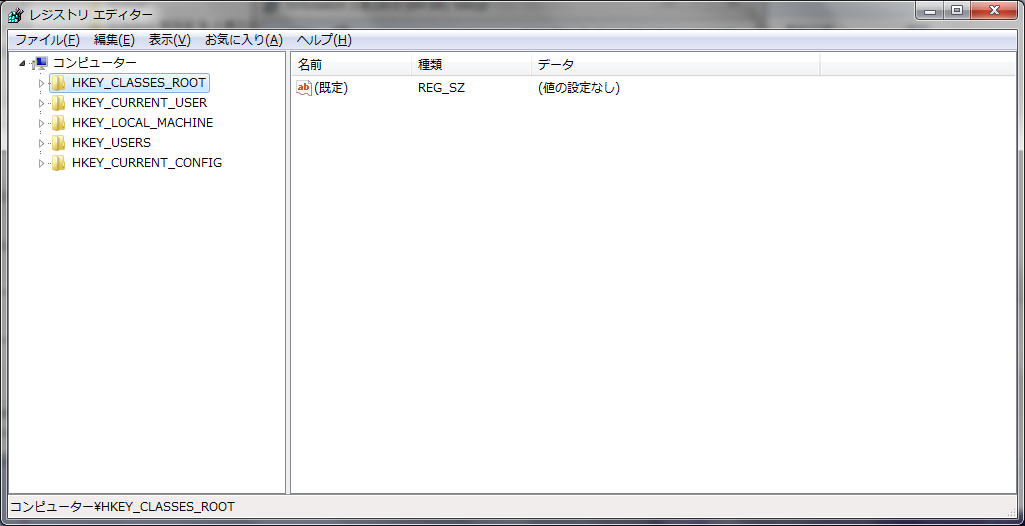 レジストリ エディター
ファイル(F) 編集(E) 表示(V) お気に入り(A) ヘルプ(H)
コンピューター
HKEY_CLASSES_ROOT
HKEY_CURRENT_USER
HKEY_LOCAL_MACHINE
HKEY_USERS
HKEY_CURRENT_CONFIG
名前 種類 データ
ab (既定) REG_SZ (値の設定なし)
コンピューター¥HKEY_CLASSES_ROOT